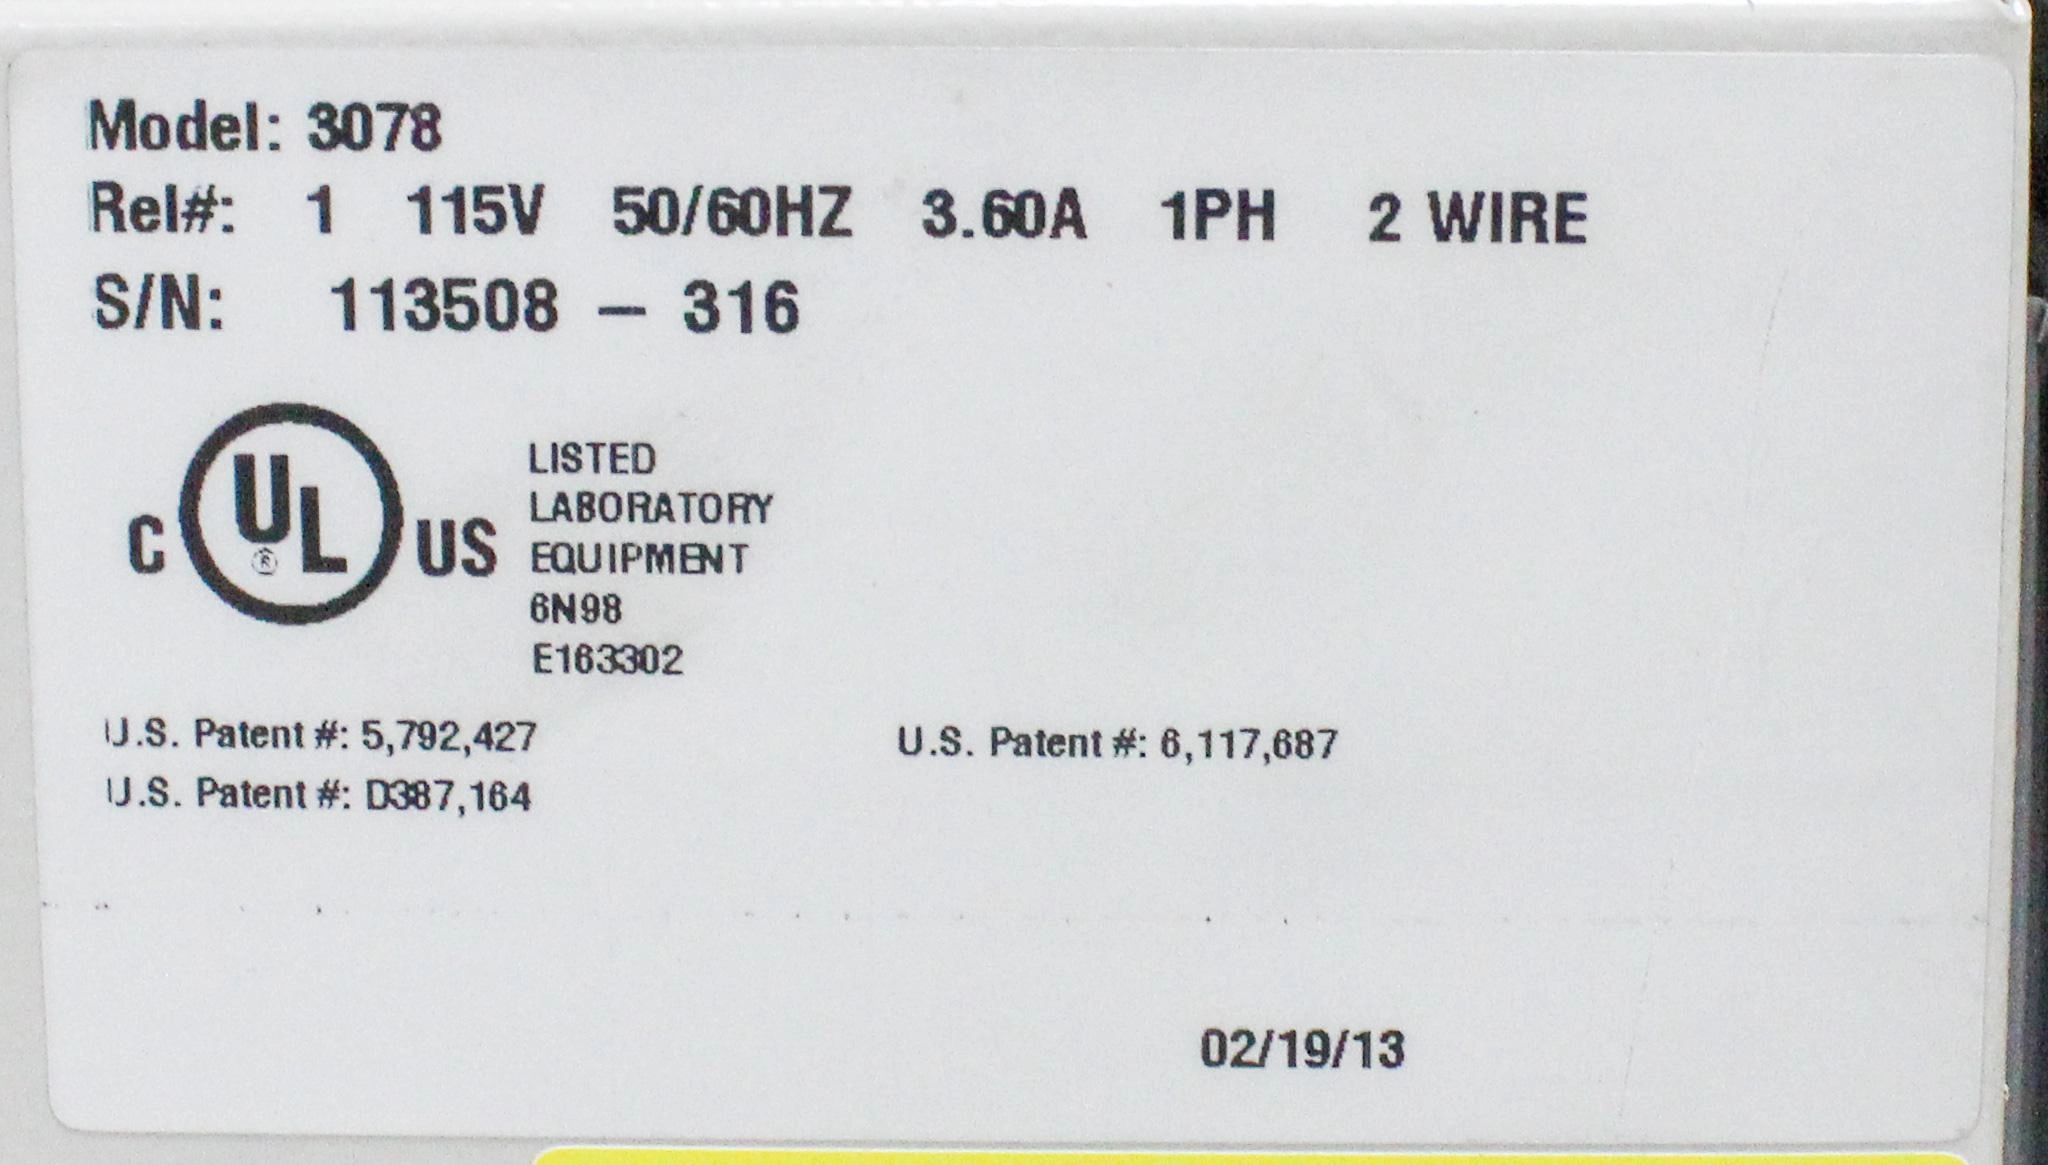 Model: 3078
Rel#: 1 115V 50/60HZ 3.60A 1PH 2 WIRE
S/N: 113508 – 316
C UL® US
LISTED
LABORATORY
EQUIPMENT
6N98
E163302
U.S. Patent #: 5,792,427 U.S. Patent #: 6,117,687
U.S. Patent #: D387,164
02/19/13